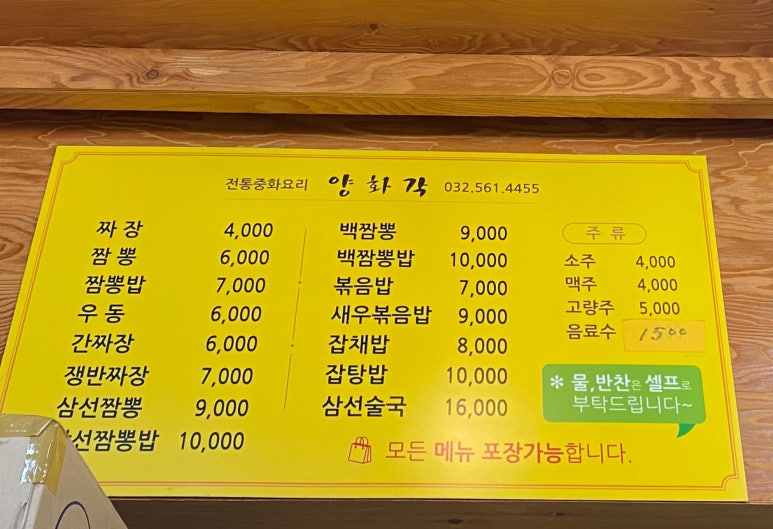 전통중화요리 양화각 032.561.4455
짜장 4,000
짬뽕 6,000
짬뽕밥 7,000
우동 6,000
간짜장 6,000
쟁반짜장 7,000
삼선짬뽕 9,000
선짬뽕밥 10,000
백짬뽕 9,000
백짬뽕밥 10,000
볶음밥 7,000
새우볶음밥 9,000
잡채밥 8,000
잡탕밥 10,000
삼선술국 16,000
주류
소주 4,000
맥주 4,000
고량주 5,000
음료수 1500
* 물,반찬은 셀프로
부탁드립니다~
모든 메뉴 포장가능합니다.